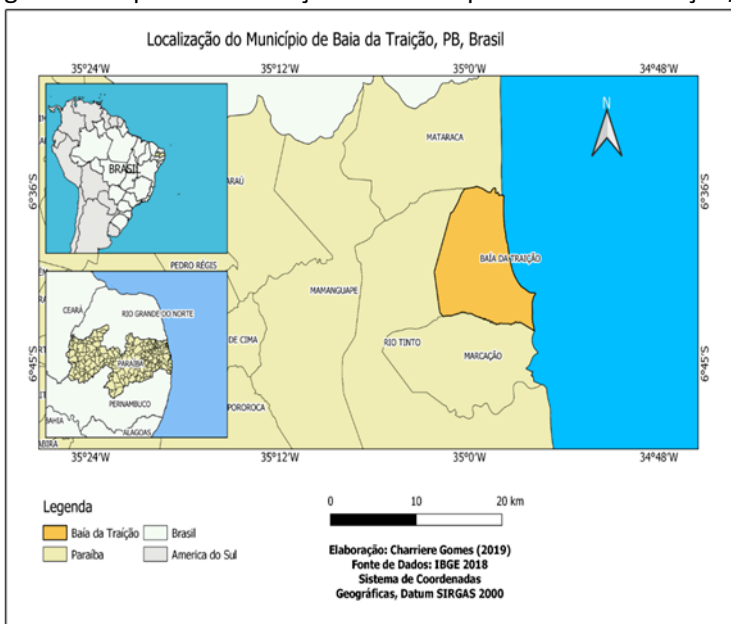 Localização do Município de Baia da Traição, PB, Brasil
35°24'W 35°12'W 35°0'W 34°48'W
N
6°36'S
6°36'S
6°45'S
6°45'S
BRASIL
MATARACA
ARAÚ
BAÍA DA TRAIÇÃO
PEDRO RÉGIS
MAMANGUAPE
CEARÁ
RIO GRANDE DO NORTE
DE CIMA
RIO TINTO
MARCAÇÃO
PARAÍBA
PERNAMBUCO
POROROCA
BAHIA
ALAGOAS
ABIRÁ
35°24'W 35°12'W 35°0'W 34°48'W
Legenda
Baía da Traíção
Brasil
Paraíba
America do Sul
0 10 20 km
Elaboração: Charriere Gomes (2019)
Fonte de Dados: IBGE 2018
Sistema de Coordenadas
Geográficas, Datum SIRGAS 2000